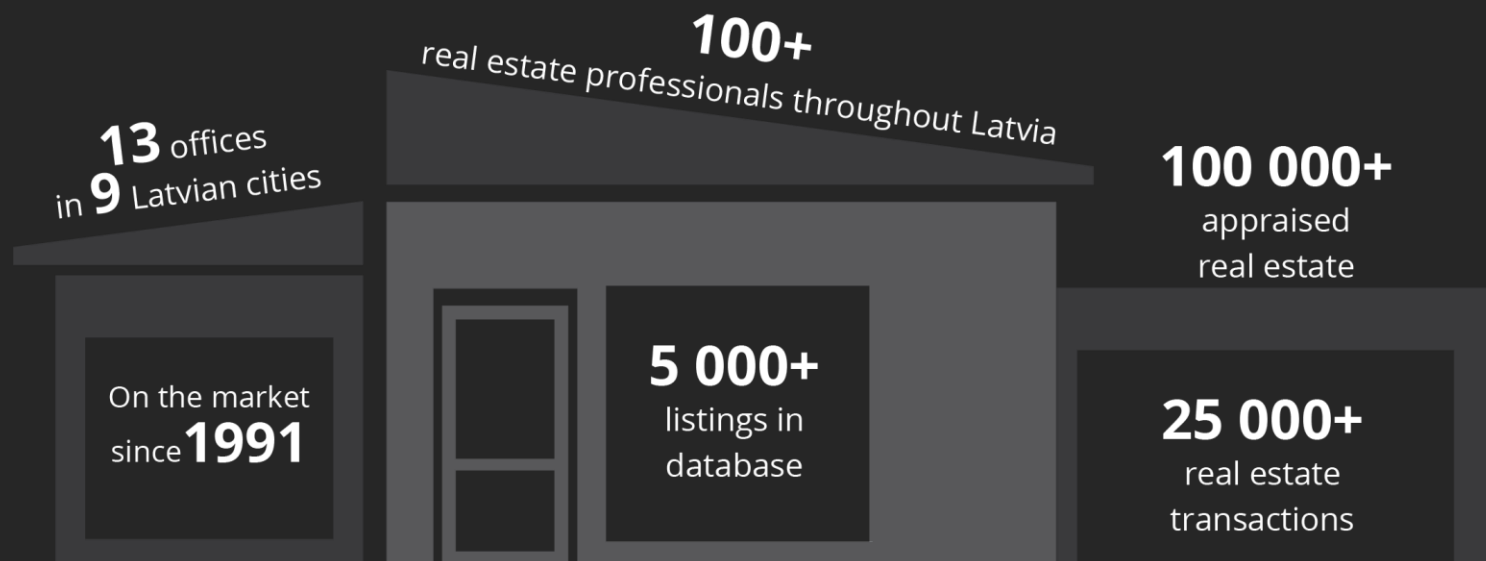 100+
real estate professionals throughout Latvia
13 offices
in 9 Latvian cities
100 000+
appraised
real estate
On the market
since 1991
5 000+
listings in
database
25 000+
real estate
transactions